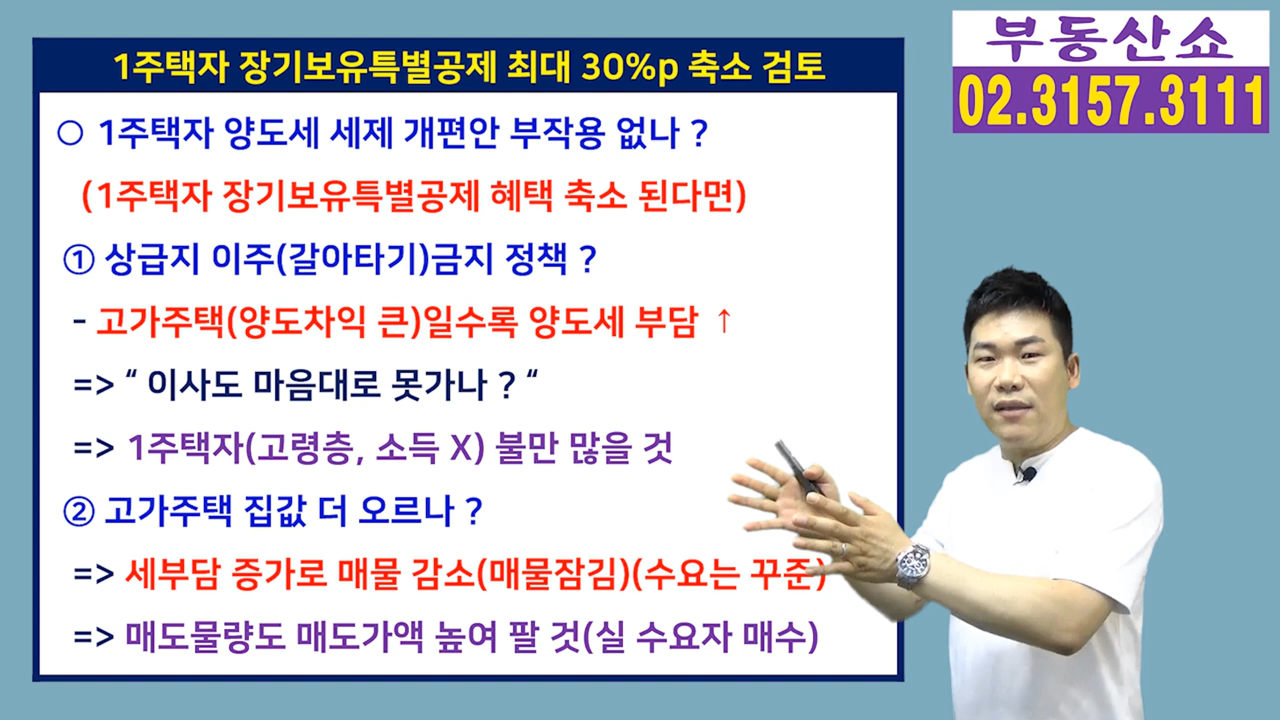 부동산쇼
02.3157.3111
1주택자 장기보유특별공제 최대 30%p 축소 검토
○ 1주택자 양도세 세제 개편안 부작용 없나 ?
(1주택자 장기보유특별공제 혜택 축소 된다면)
① 상급지 이주(갈아타기)금지 정책 ?
- 고가주택(양도차익 큰)일수록 양도세 부담 ↑
=> “ 이사도 마음대로 못가나 ? “
=> 1주택자(고령층, 소득 X) 불만 많을 것
② 고가주택 집값 더 오르나 ?
=> 세부담 증가로 매물 감소(매물잠김)(수요는 꾸준)
=> 매도물량도 매도가액 높여 팔 것(실 수요자 매수)